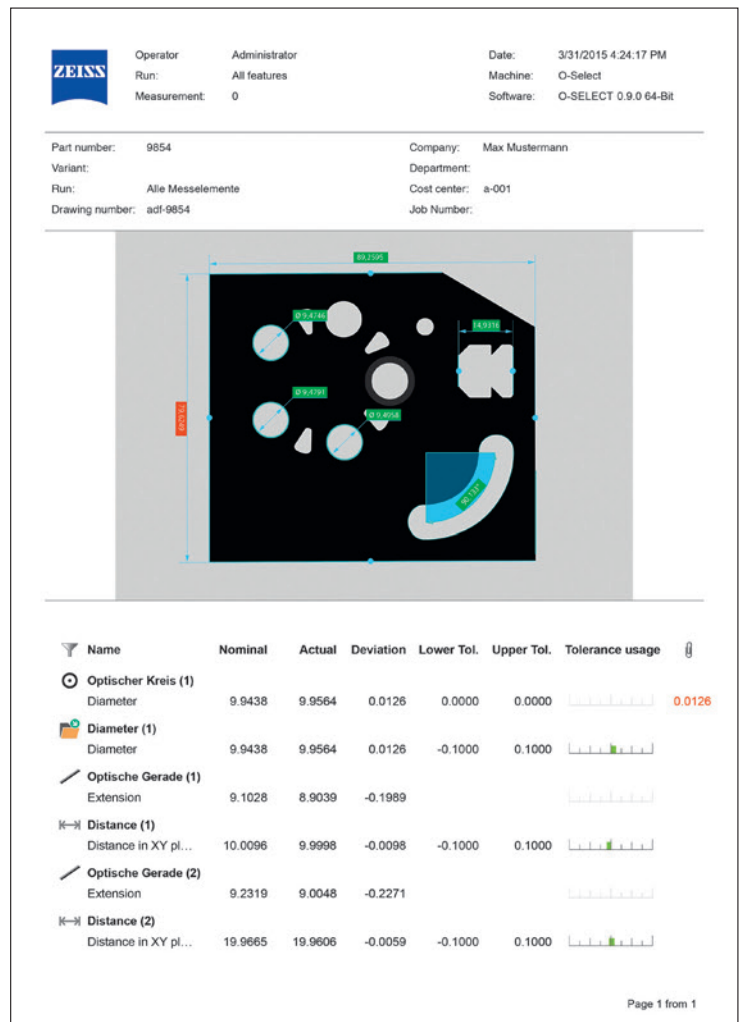 ZEISS
Operator Administrator Date: 3/31/2015 4:24:17 PM
Run: All features Machine: O-Select
Measurement: 0 Software: O-SELECT 0.9.0 64-Bit
Part number: 9854 Company: Max Mustermann
Variant: Department:
Run: Alle Messelemente Cost center: a-001
Drawing number: adf-9854 Job Number:
89,2595
Ø 9,4746
14,9316
Ø 9,4791
79,6249
Ø 9,4958
90,133°
Name Nominal Actual Deviation Lower Tol. Upper Tol. Tolerance usage
Optischer Kreis (1)
Diameter 9.9438 9.9564 0.0126 0.0000 0.0000 0.0126
Diameter (1)
Diameter 9.9438 9.9564 0.0126 -0.1000 0.1000
Optische Gerade (1)
Extension 9.1028 8.9039 -0.1989
Distance (1)
Distance in XY pl... 10.0096 9.9998 -0.0098 -0.1000 0.1000
Optische Gerade (2)
Extension 9.2319 9.0048 -0.2271
Distance (2)
Distance in XY pl... 19.9665 19.9606 -0.0059 -0.1000 0.1000
Page 1 from 1